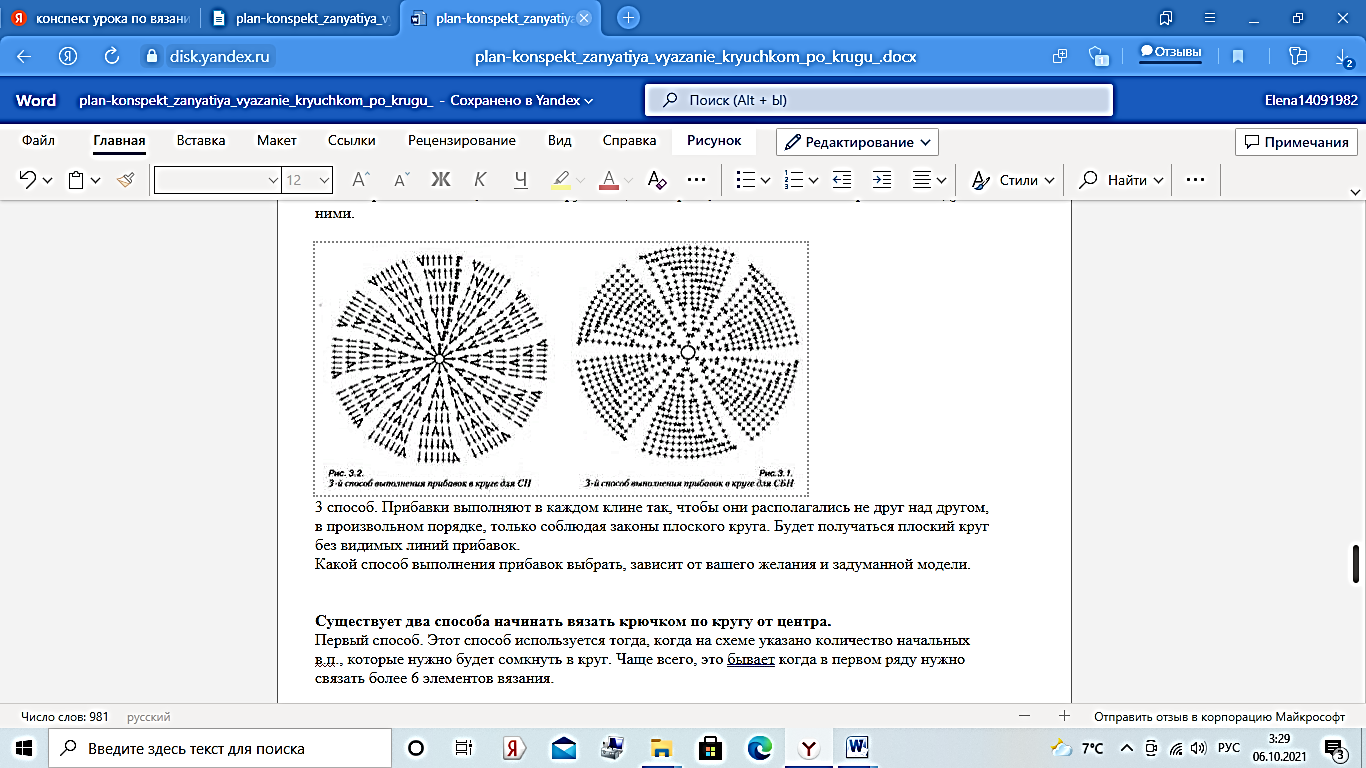 конспект урока по вязани
plan-konspekt_zanyatiya_v
plan-konspekt_zanyatiya
disk.yandex.ru
plan-konspekt_zanyatiya_vyazanie_kryuchkom_po_krugu_.docx
Отзывы
1
2
Word
plan-konspekt_zanyatiya_vyazanie_kryuchkom_po_krugu_ - Сохранено в Yandex
Поиск (Alt + Ы)
Elena14091982
Файл Главная Вставка Макет Ссылки Рецензирование Вид Справка Рисунок Редактирование Примечания
12 Ж К Ч А Стили Найти
ними.
Рис. 3.2.
3-й способ выполнения прибавок в круге для СН
Рис.3.1.
3-й способ выполнения прибавок в круге для СБН
3 способ. Прибавки выполняют в каждом клине так, чтобы они располагались не друг над другом,
в произвольном порядке, только соблюдая законы плоского круга. Будет получаться плоский круг
без видимых линий прибавок.
Какой способ выполнения прибавок выбрать, зависит от вашего желания и задуманной модели.
Существует два способа начинать вязать крючком по кругу от центра.
Первый способ. Этот способ используется тогда, когда на схеме указано количество начальных
в.п., которые нужно будет сомкнуть в круг. Чаще всего, это бывает когда в первом ряду нужно
связать более 6 элементов вязания.
Число слов: 981 русский
Отправить отзыв в корпорацию Майкрософт
Введите здесь текст для поиска
7°C
РУС
3:29
06.10.2021
3